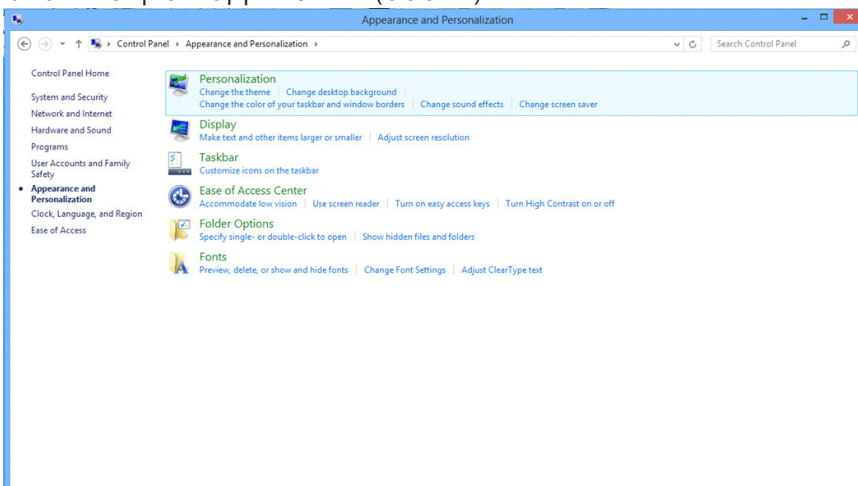 Appearance and Personalization
Control Panel ▸ Appearance and Personalization ▸
Search Control Panel
Control Panel Home
System and Security
Network and Internet
Hardware and Sound
Programs
User Accounts and Family
Safety
Appearance and
Personalization
Clock, Language, and Region
Ease of Access
Personalization
Change the theme | Change desktop background
Change the color of your taskbar and window borders | Change sound effects | Change screen saver
Display
Make text and other items larger or smaller | Adjust screen resolution
Taskbar
Customize icons on the taskbar
Ease of Access Center
Accommodate low vision | Use screen reader | Turn on easy access keys | Turn High Contrast on or off
Folder Options
Specify single- or double-click to open | Show hidden files and folders
Fonts
Preview, delete, or show and hide fonts | Change Font Settings | Adjust ClearType text